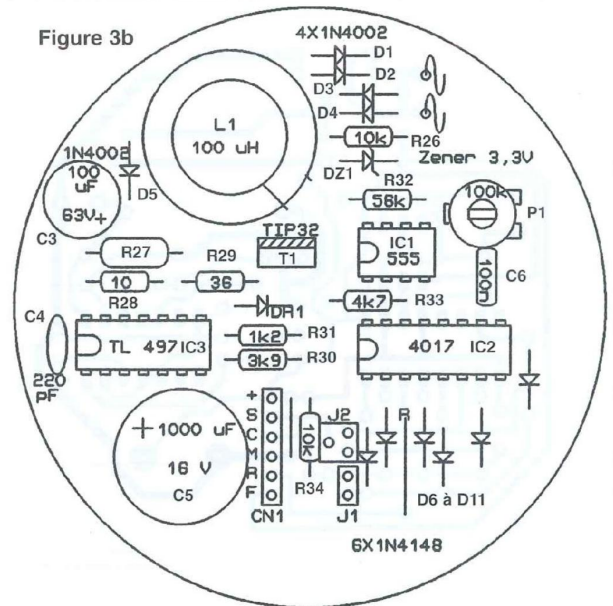 Figure 3b
4X1N4002
D1
D2
D3
D4
10k
R26
Zener 3,3V
DZ1
L1
100 uH
1N4002
100
uF
63V+
D5
C3
R32
56k
100k
P1
TIP32
T1
IC1
555
100n
C6
R27
R29
10
36
R28
4k7
R33
DR1
C4
TL 497
IC3
1k2
R31
3k9
R30
4017
IC2
220
pF
+ 1000 uF
16 V
C5
+
S
C
M
R
F
CN1
10k
R34
J2
J1
R
D6 à D11
6X1N4148